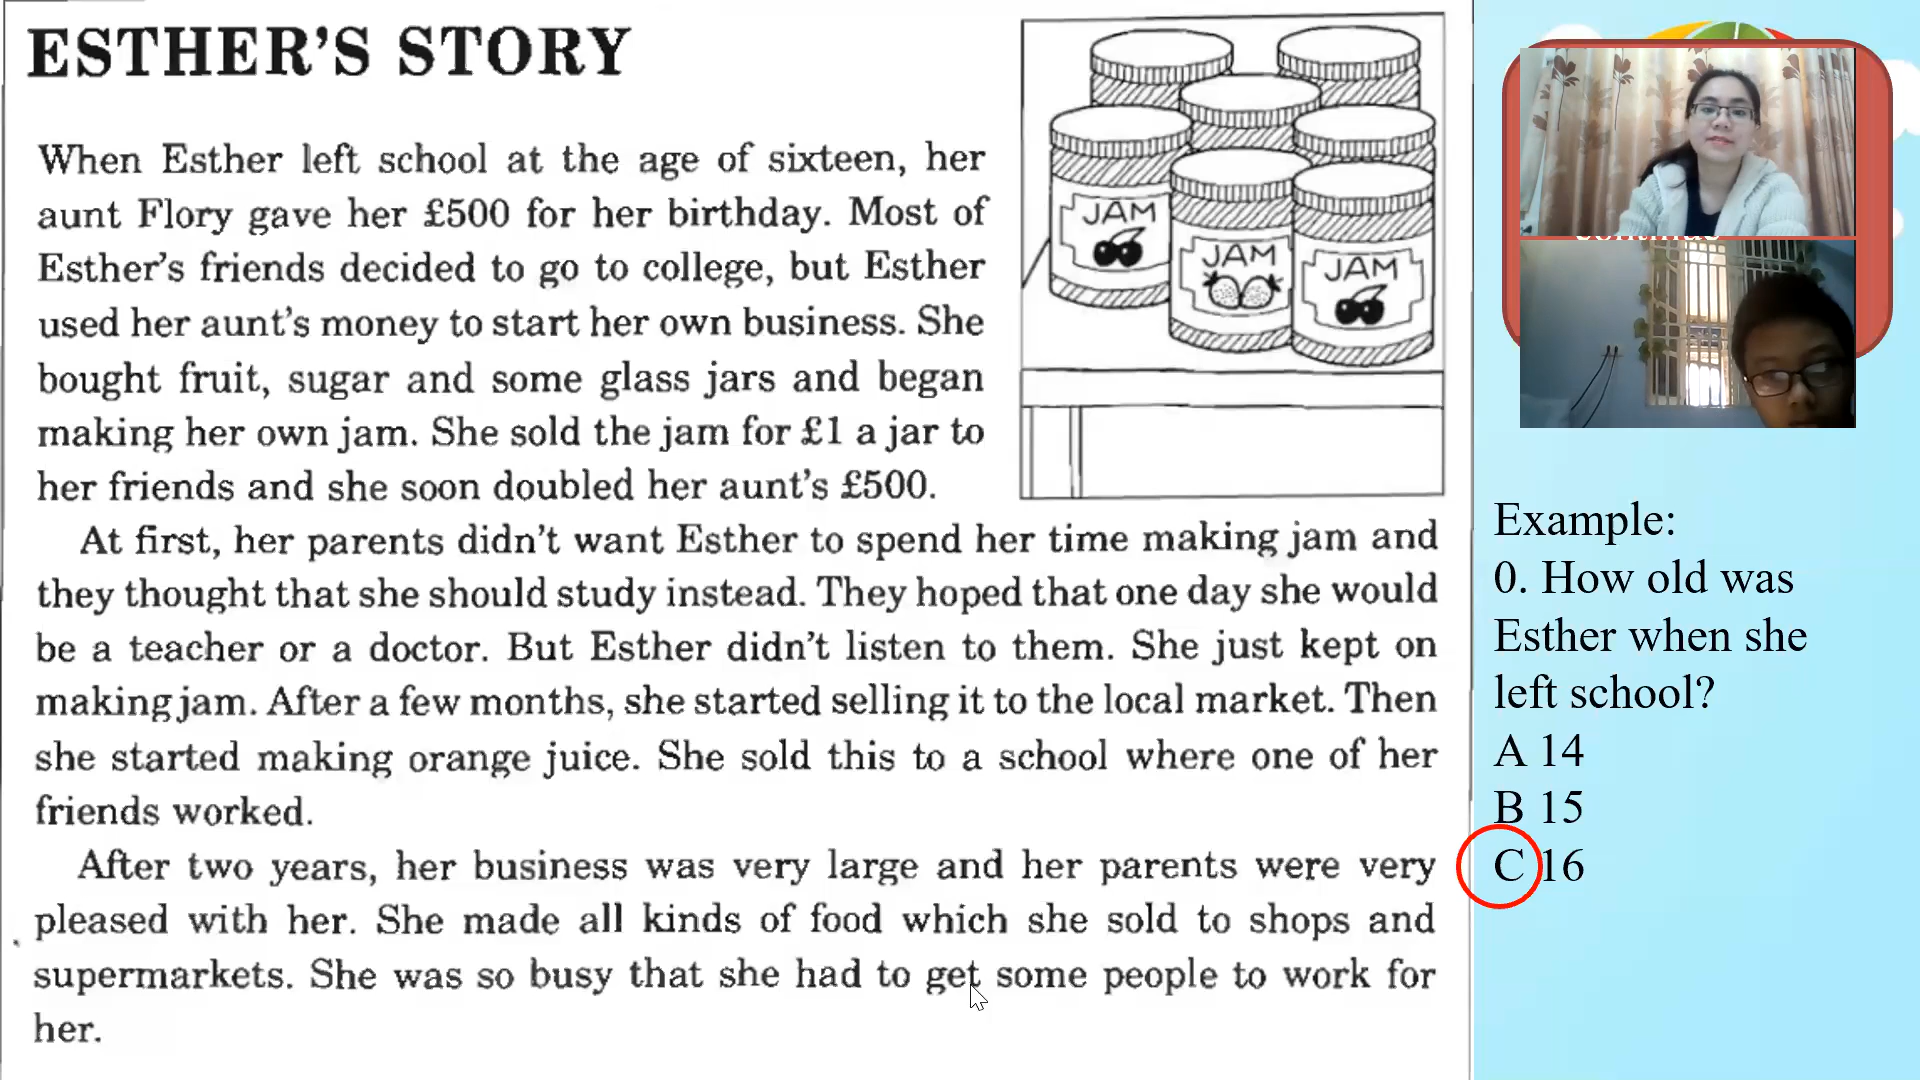 ESTHER'S STORY
When Esther left school at the age of sixteen, her
aunt Flory gave her £500 for her birthday. Most of
Esther's friends decided to go to college, but Esther
used her aunt's money to start her own business. She
bought fruit, sugar and some glass jars and began
making her own jam. She sold the jam for £1 a jar to
her friends and she soon doubled her aunt's £500.
JAM
JAM
JAM
At first, her parents didn't want Esther to spend her time making jam and
they thought that she should study instead. They hoped that one day she would
be a teacher or a doctor. But Esther didn't listen to them. She just kept on
making jam. After a few months, she started selling it to the local market. Then
she started making orange juice. She sold this to a school where one of her
friends worked.
After two years, her business was very large and her parents were very
pleased with her. She made all kinds of food which she sold to shops and
supermarkets. She was so busy that she had to get some people to work for
her.
Example:
0. How old was
Esther when she
left school?
A 14
B 15
C 16